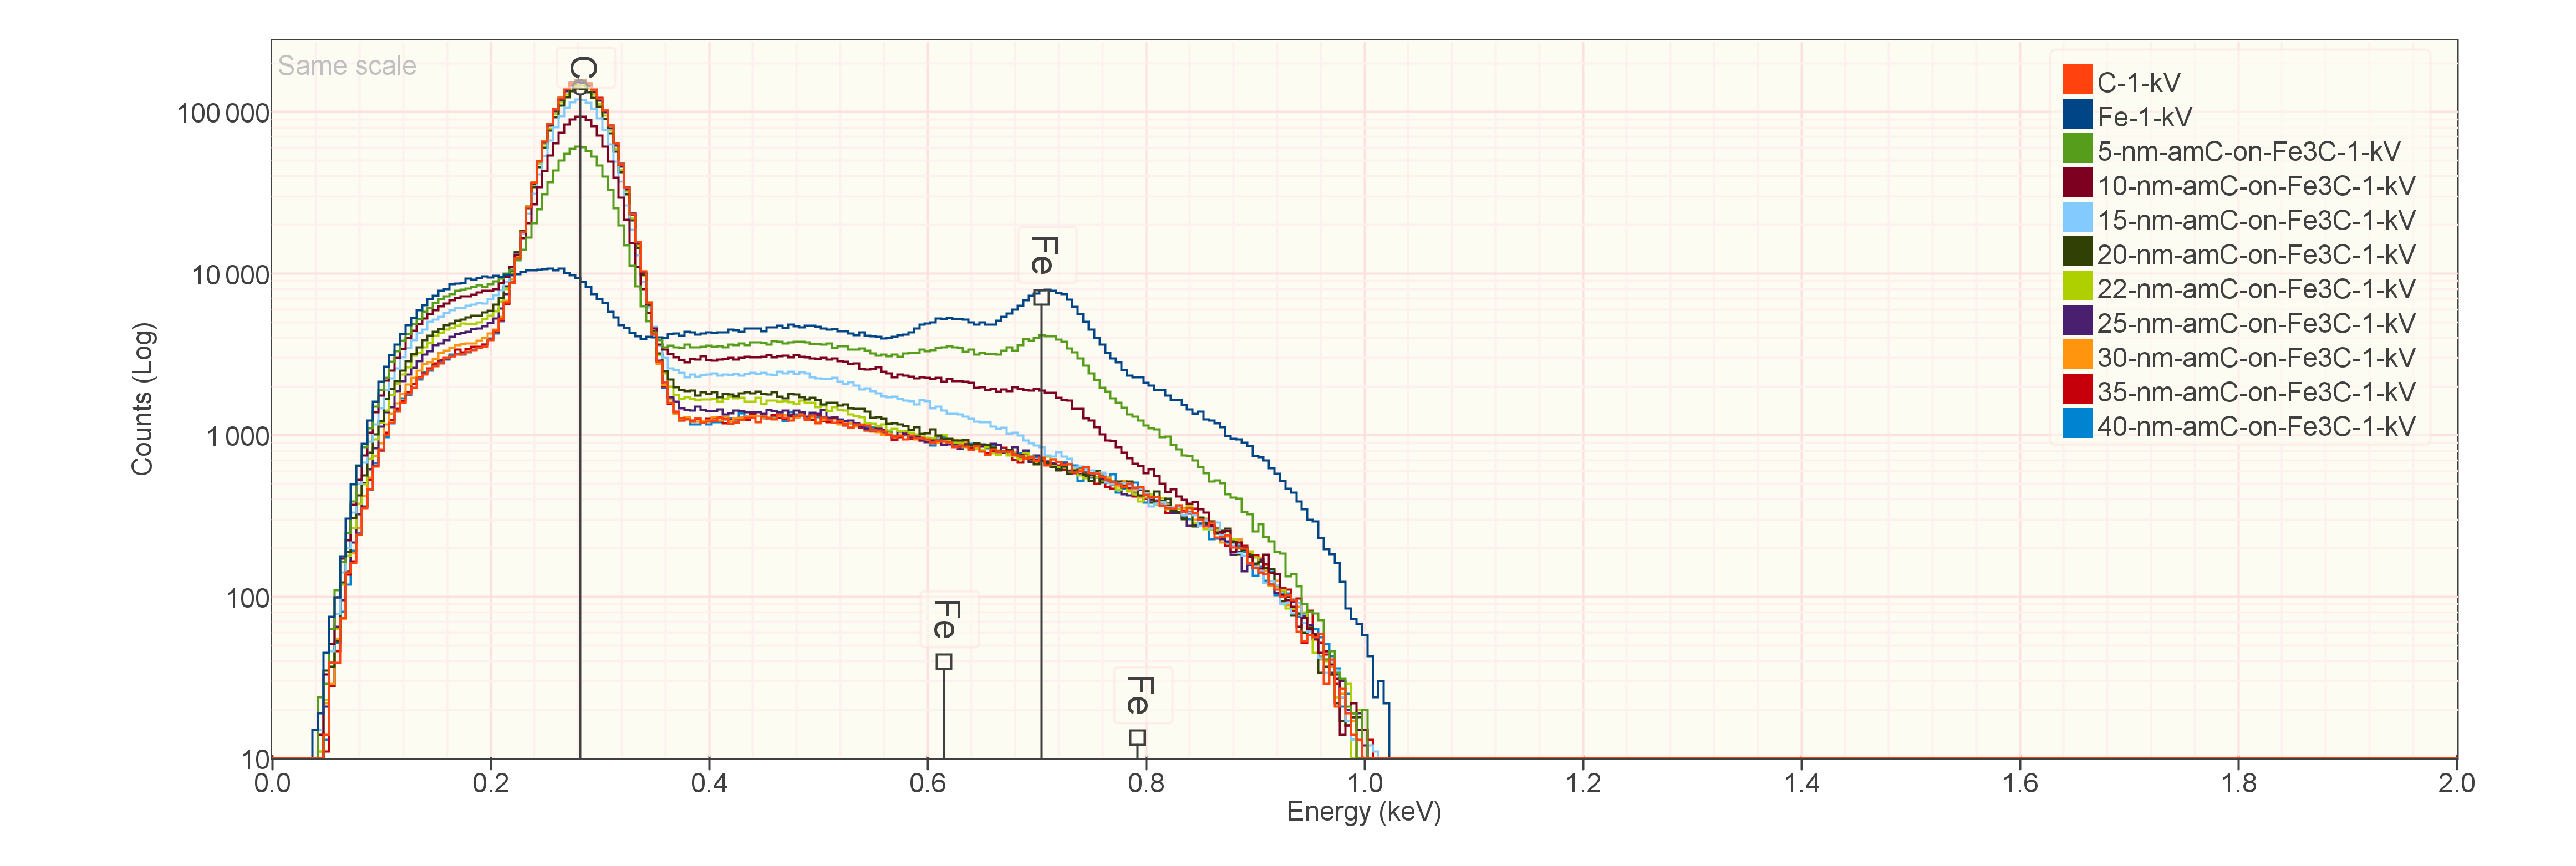 Same scale
C
Fe
Fe
Fe
C-1-kV
Fe-1-kV
5-nm-amC-on-Fe3C-1-kV
10-nm-amC-on-Fe3C-1-kV
15-nm-amC-on-Fe3C-1-kV
20-nm-amC-on-Fe3C-1-kV
22-nm-amC-on-Fe3C-1-kV
25-nm-amC-on-Fe3C-1-kV
30-nm-amC-on-Fe3C-1-kV
35-nm-amC-on-Fe3C-1-kV
40-nm-amC-on-Fe3C-1-kV
Counts (Log)
100 000
10 000
1 000
100
10
0.0 0.2 0.4 0.6 0.8 1.0 1.2 1.4 1.6 1.8 2.0
Energy (keV)